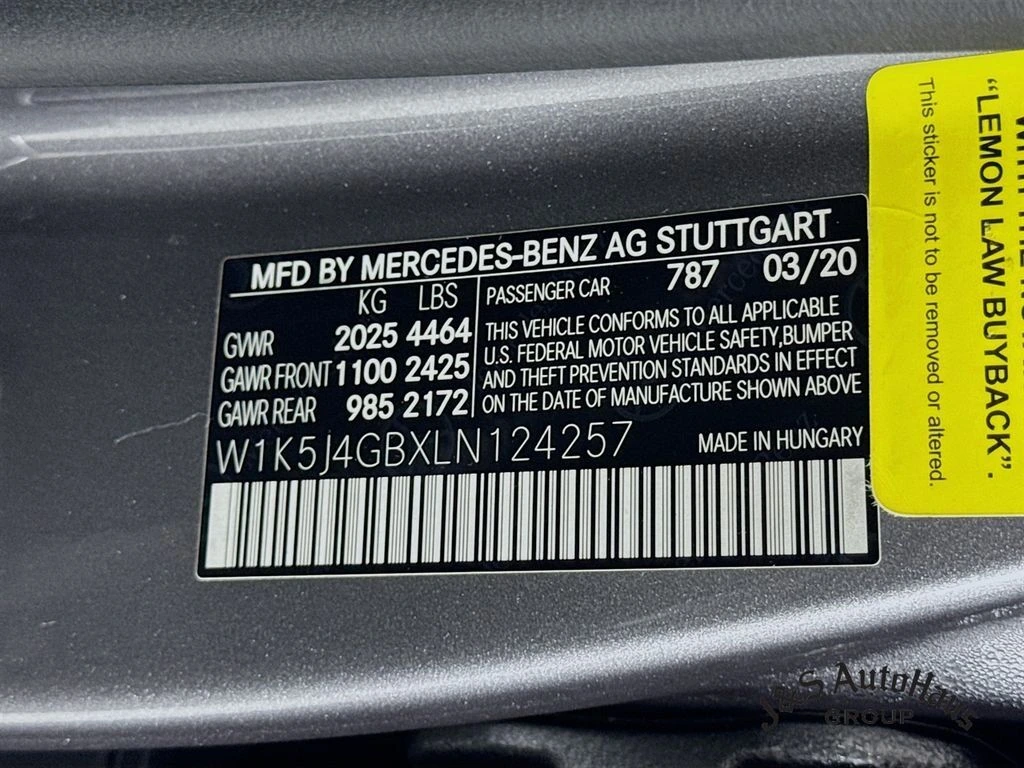 MFD BY MERCEDES-BENZ AG STUTTGART
KG LBS
GVWR 2025 4464
GAWR FRONT 1100 2425
GAWR REAR 985 2172
PASSENGER CAR 787 03/20
THIS VEHICLE CONFORMS TO ALL APPLICABLE
U.S. FEDERAL MOTOR VEHICLE SAFETY, BUMPER
AND THEFT PREVENTION STANDARDS IN EFFECT
ON THE DATE OF MANUFACTURE SHOWN ABOVE
W1K5J4GBXLN124257
MADE IN HUNGARY
"LEMON LAW BUYBACK".
This sticker is not to be removed or altered.
AutoHaus
GROUP